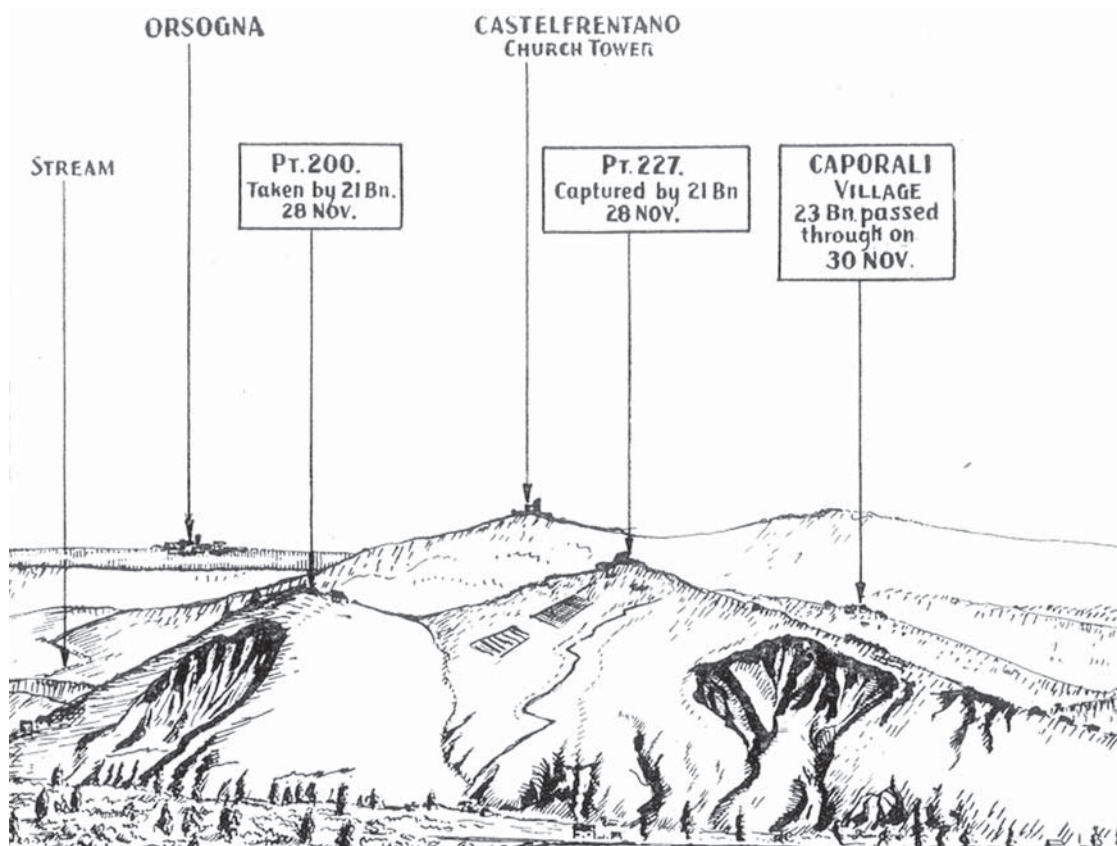 ORSOGNA
CASTELFRENTANO
CHURCH TOWER
STREAM
PT.200.
Taken by 21 Bn.
28 NOV.
PT.227.
Captured by 21 Bn
28 NOV.
CAPORALI
VILLAGE
23 Bn. passed
through on
30 NOV.